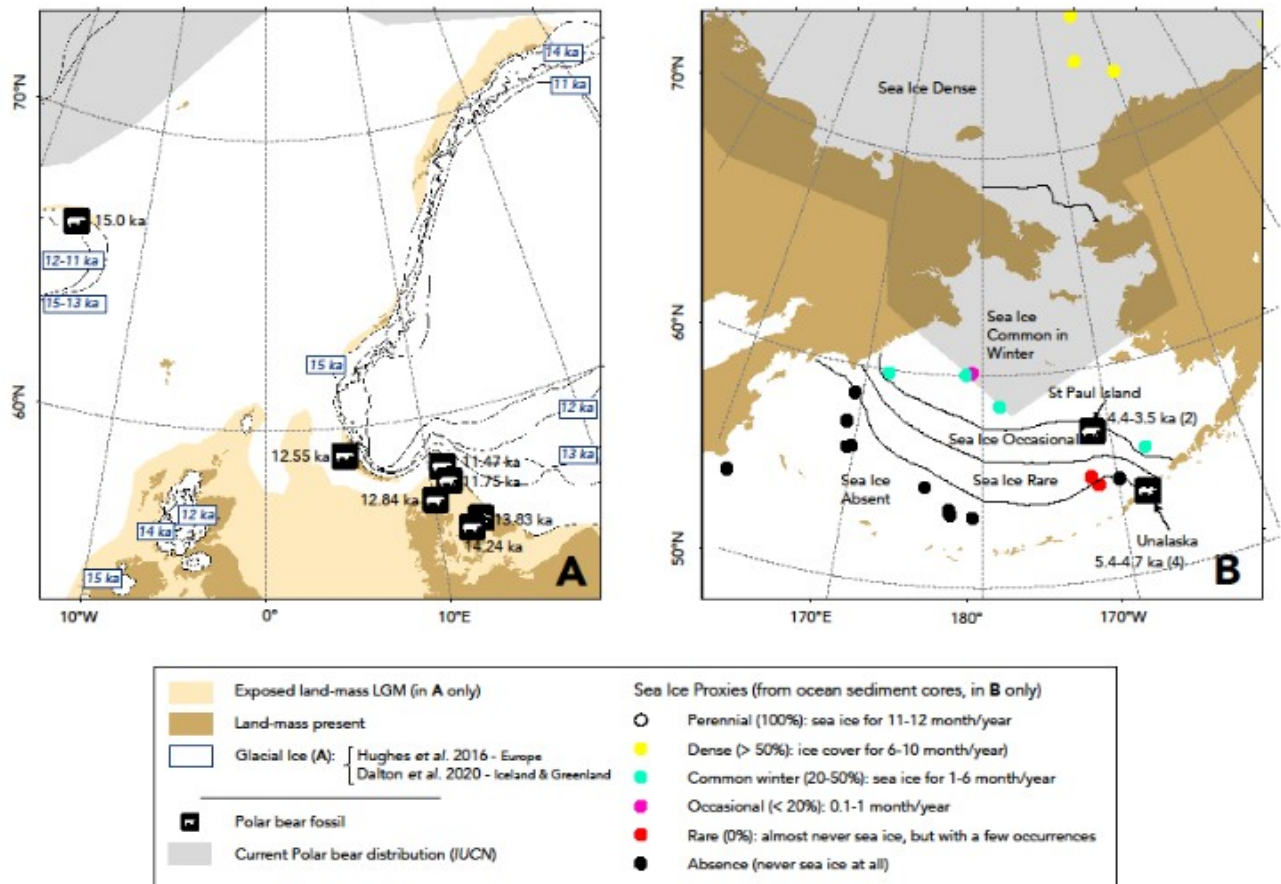 14 ka
11 ka
70°N
15.0 ka
12-11 ka
15-13 ka
15 ka
60°N
12 ka
13 ka
12.55 ka
11.47 ka
11.75 ka
12.84 ka
13.83 ka
14.24 ka
12 ka
14 ka
15 ka
A
10°W
0°
10°E
70°N
Sea Ice Dense
60°N
Sea Ice
Common in
Winter
St Paul Island
4.4-3.5 ka (2)
Sea Ice Occasional
Sea Ice
Absent
Sea Ice Rare
50°N
Unalaska
5.4-4.7 ka (4)
B
170°E
180°
170°W
Exposed land-mass LGM (in A only)
Land-mass present
Glacial Ice (A):
Hughes et al. 2016 - Europe
Dalton et al. 2020 - Iceland & Greenland
Polar bear fossil
Current Polar bear distribution (IUCN)
Sea Ice Proxies (from ocean sediment cores, in B only)
Perennial (100%): sea ice for 11-12 month/year
Dense (> 50%): ice cover for 6-10 month/year)
Common winter (20-50%): sea ice for 1-6 month/year
Occasional (< 20%): 0.1-1 month/year
Rare (0%): almost never sea ice, but with a few occurrences
Absence (never sea ice at all)